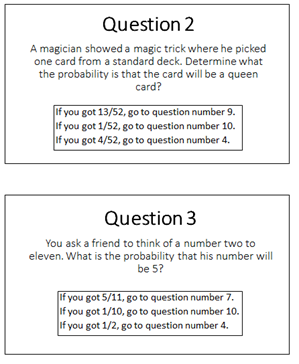 Question 2
A magician showed a magic trick where he picked
one card from a standard deck. Determine what
the probability is that the card will be a queen
card?
If you got 13/52, go to question number 9.
If you got 1/52, go to question number 10.
If you got 4/52, go to question number 4.
Question 3
You ask a friend to think of a number two to
eleven. What is the probability that his number will
be 5?
If you got 5/11, go to question number 7.
If you got 1/10, go to question number 10.
If you got 1/2, go to question number 4.